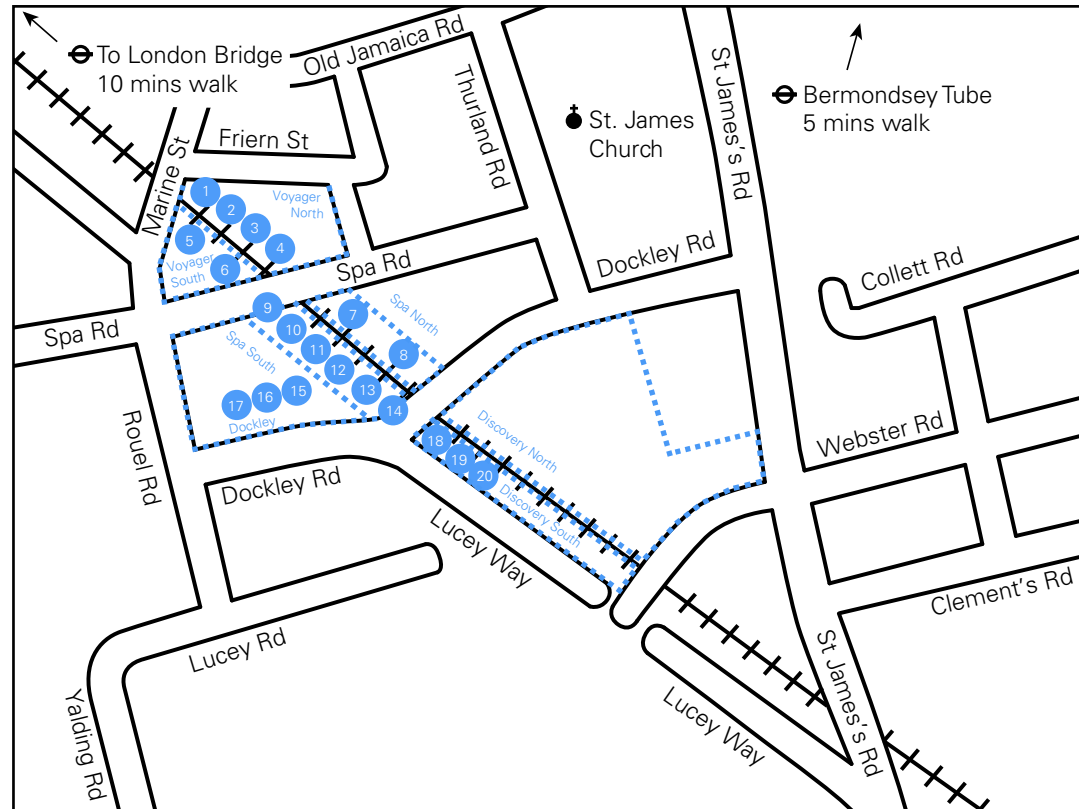 To London Bridge
10 mins walk
Old Jamaica Rd
Thurland Rd
St James's Rd
Bermondsey Tube
5 mins walk
St. James
Church
Friern St
Marine St
1
2
3
4
Voyager
North
5
6
Voyager
South
Spa Rd
Dockley Rd
Collett Rd
Spa Rd
9
10
11
12
13
14
7
8
Spa North
Spa South
17
16
15
Dockley
Rouel Rd
Dockley Rd
18
19
20
Discovery North
Discovery South
Webster Rd
Lucey Way
Clement's Rd
Lucey Rd
Yalding Rd
Lucey Way
St James's Rd